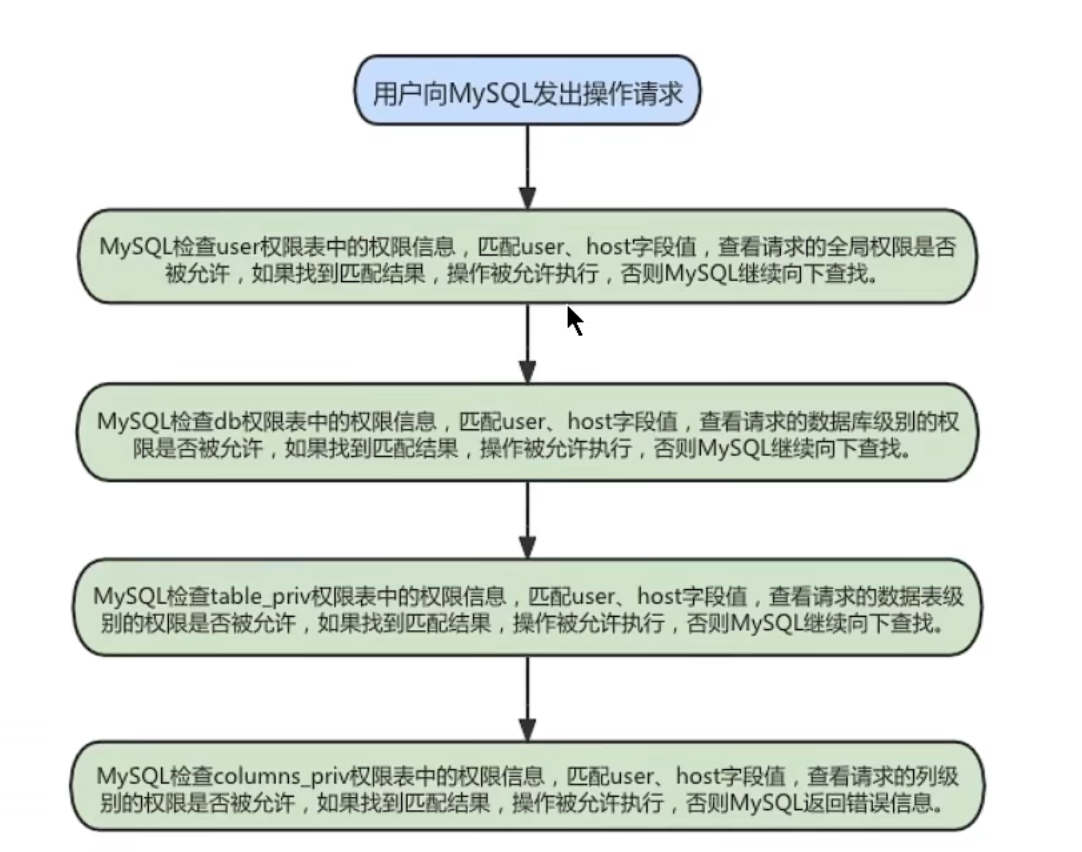 用户向MySQL发出操作请求
MySQL检查user权限表中的权限信息，匹配user、host字段值，查看请求的全局权限是否
被允许，如果找到匹配结果，操作被允许执行，否则MySQL继续向下查找。
MySQL检查db权限表中的权限信息，匹配user、host字段值，查看请求的数据库级别的权
限是否被允许，如果找到匹配结果，操作被允许执行，否则MySQL继续向下查找。
MySQL检查table_priv权限表中的权限信息，匹配user、host字段值，查看请求的数据表级
别的权限是否被允许，如果找到匹配结果，操作被允许执行，否则MySQL继续向下查找。
MySQL检查columns_priv权限表中的权限信息，匹配user、host字段值，查看请求的列级
别的权限是否被允许，如果找到匹配结果，操作被允许执行，否则MySQL返回错误信息。